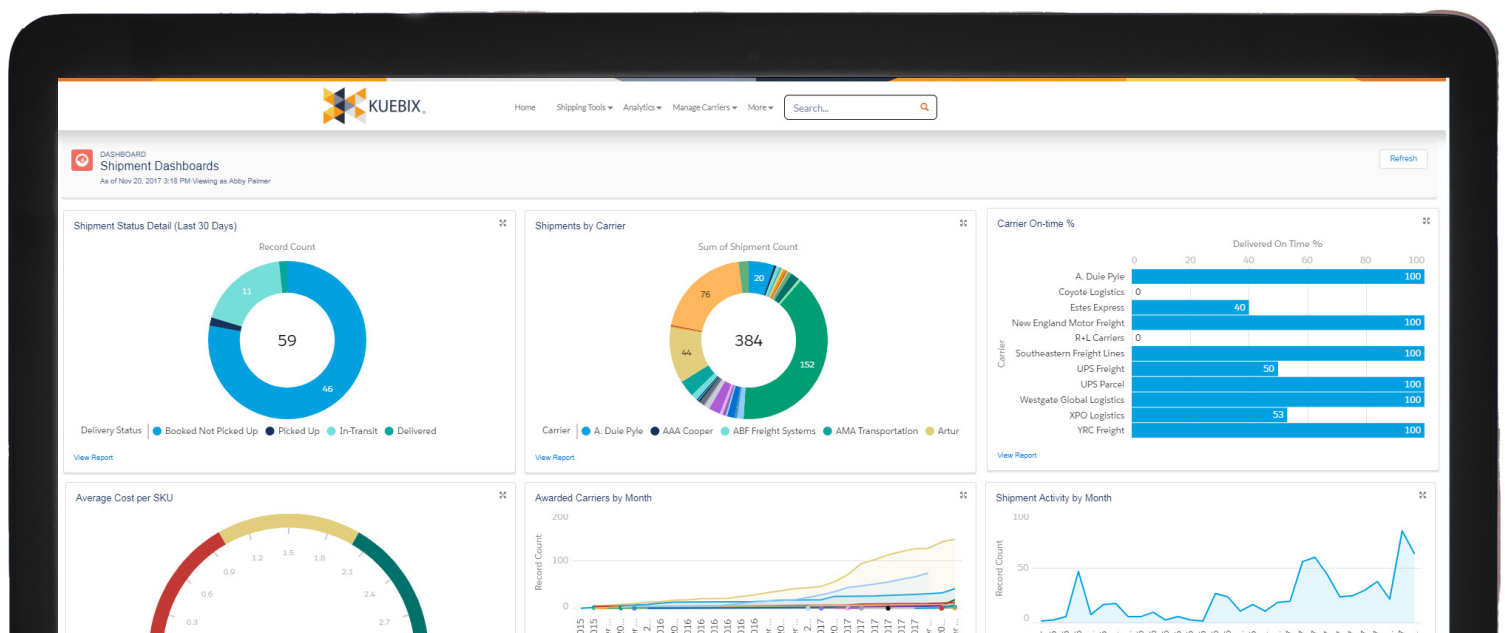 KUEBIX
Home Shipping Tools Analytics Manage Carriers More Search...
DASHBOARD
Shipment Dashboards
As of Nov 20, 2017 3:18 PM·Viewing as Abby Palmer
Refresh
Shipment Status Detail (Last 30 Days)
Record Count
11
59
46
Delivery Status Booked Not Picked Up Picked Up In-Transit Delivered
View Report
Shipments by Carrier
Sum of Shipment Count
20
76
384
44
152
Carrier A. Duie Pyle AAA Cooper ABF Freight Systems AMA Transportation Artur
View Report
Carrier On-time %
Delivered On Time %
0 20 40 60 80 100
Carrier
A. Duie Pyle 100
Coyote Logistics 0
Estes Express 40
New England Motor Freight 100
R+L Carriers 0
Southeastern Freight Lines 100
UPS Freight 50
UPS Parcel 100
Westgate Global Logistics 100
XPO Logistics 53
YRC Freight 100
View Report
Average Cost per SKU
0.3 0.6 0.9 1.2 1.5 1.8 2.1 2.4 2.7
Awarded Carriers by Month
Record Count
200
100
0
Shipment Activity by Month
Record Count
100
50
0